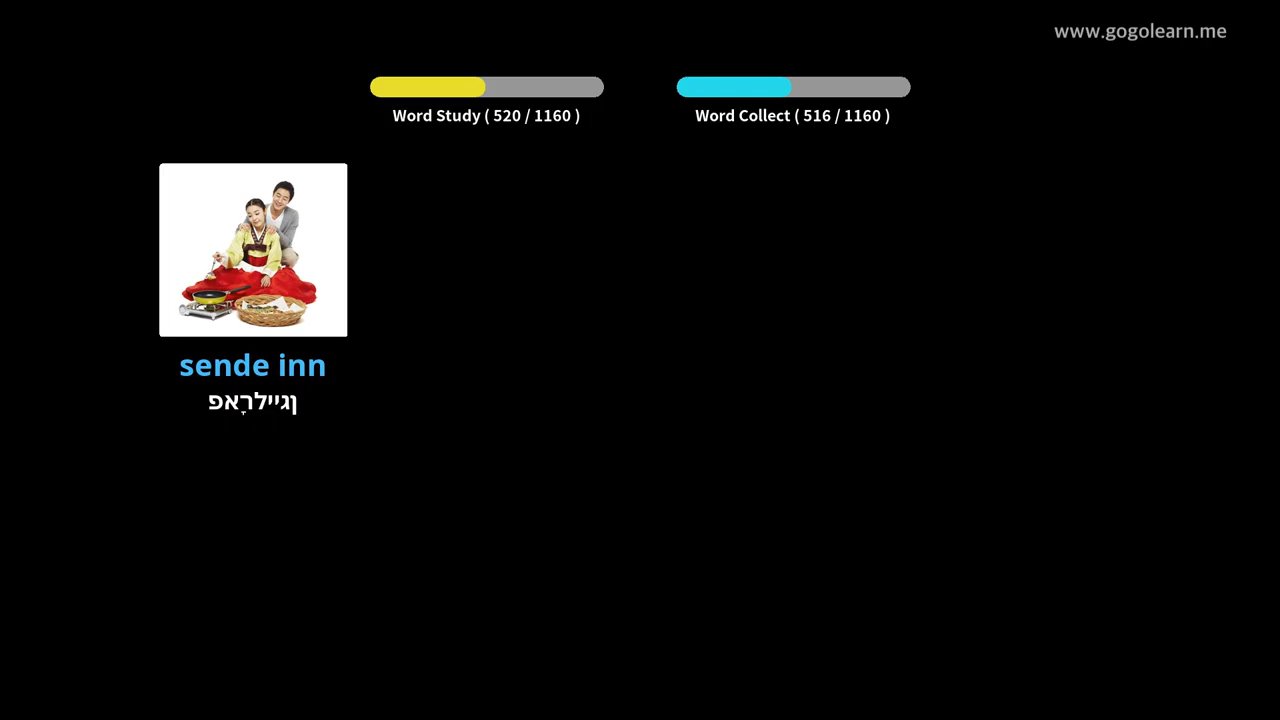 www.gogolearn.me
Word Study ( 520 / 1160 )
Word Collect ( 516 / 1160 )
sende inn
פאָרלייגן